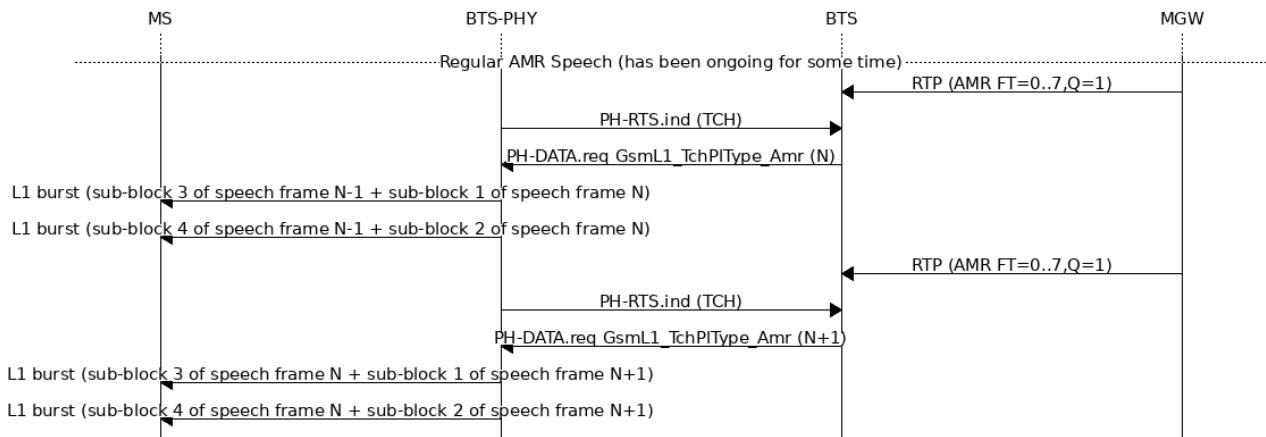 MS BTS-PHY BTS MGW
Regular AMR Speech (has been ongoing for some time)
RTP (AMR FT=0..7,Q=1)
PH-RTS.ind (TCH)
PH-DATA.req GsmL1_TchPlType_Amr (N)
L1 burst (sub-block 3 of speech frame N-1 + sub-block 1 of speech frame N)
L1 burst (sub-block 4 of speech frame N-1 + sub-block 2 of speech frame N)
RTP (AMR FT=0..7,Q=1)
PH-RTS.ind (TCH)
PH-DATA.req GsmL1_TchPlType_Amr (N+1)
L1 burst (sub-block 3 of speech frame N + sub-block 1 of speech frame N+1)
L1 burst (sub-block 4 of speech frame N + sub-block 2 of speech frame N+1)